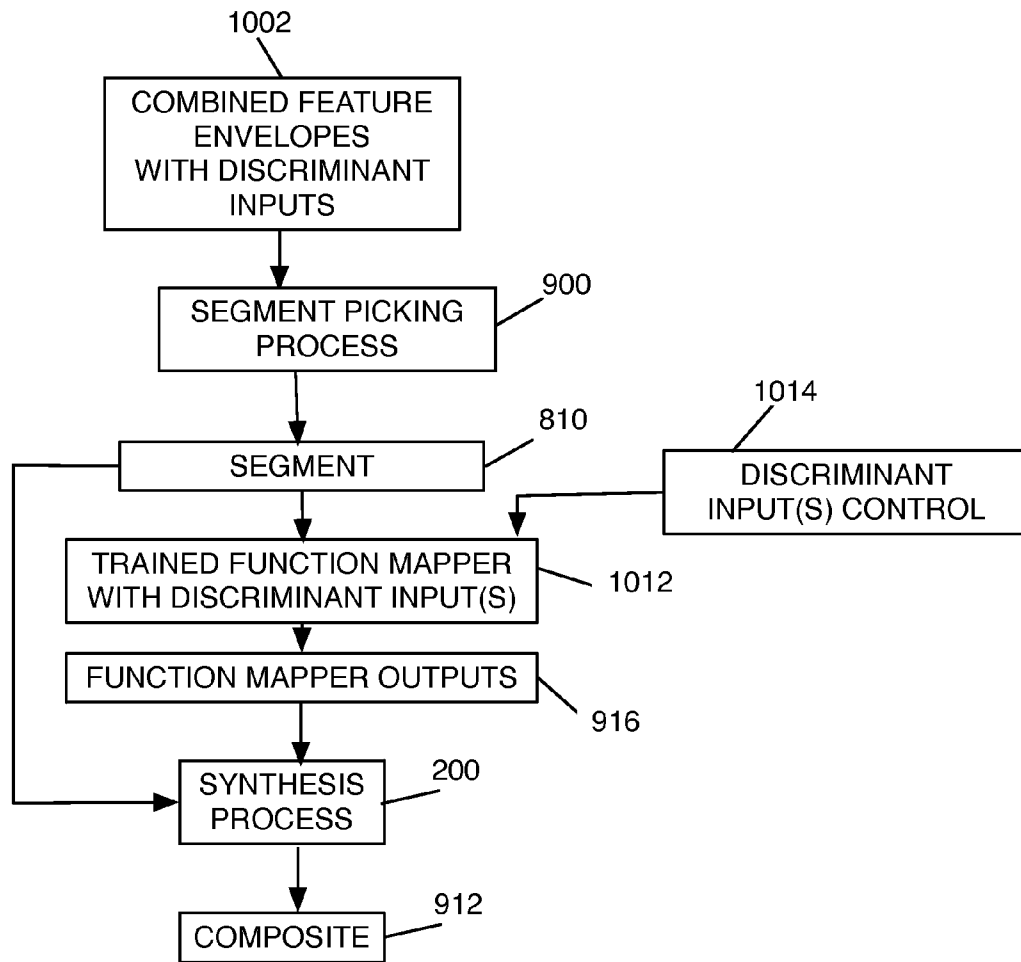 1002
COMBINED FEATURE
ENVELOPES
WITH DISCRIMINANT
INPUTS
900
SEGMENT PICKING
PROCESS
1014
810
SEGMENT
DISCRIMINANT
INPUT(S) CONTROL
TRAINED FUNCTION MAPPER
WITH DISCRIMINANT INPUT(S)
1012
FUNCTION MAPPER OUTPUTS
916
200
SYNTHESIS
PROCESS
912
COMPOSITE